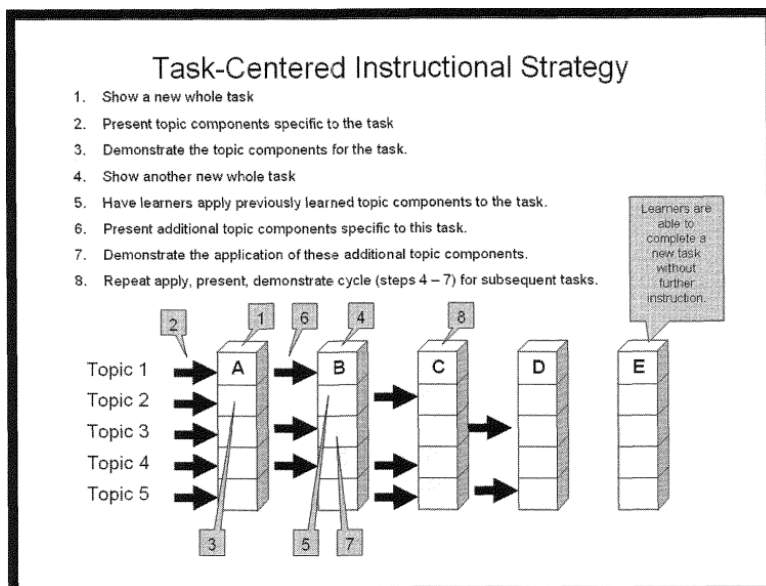 Task-Centered Instructional Strategy
1. Show a new whole task
2. Present topic components specific to the task
3. Demonstrate the topic components for the task.
4. Show another new whole task
5. Have learners apply previously learned topic components to the task.
6. Present additional topic components specific to this task.
7. Demonstrate the application of these additional topic components.
8. Repeat apply, present, demonstrate cycle (steps 4 – 7) for subsequent tasks.
Learners are
able to
complete a
new task
without
further
instruction.
2
1
6
4
8
Topic 1
A
B
C
D
E
Topic 2
Topic 3
Topic 4
Topic 5
3
5
7